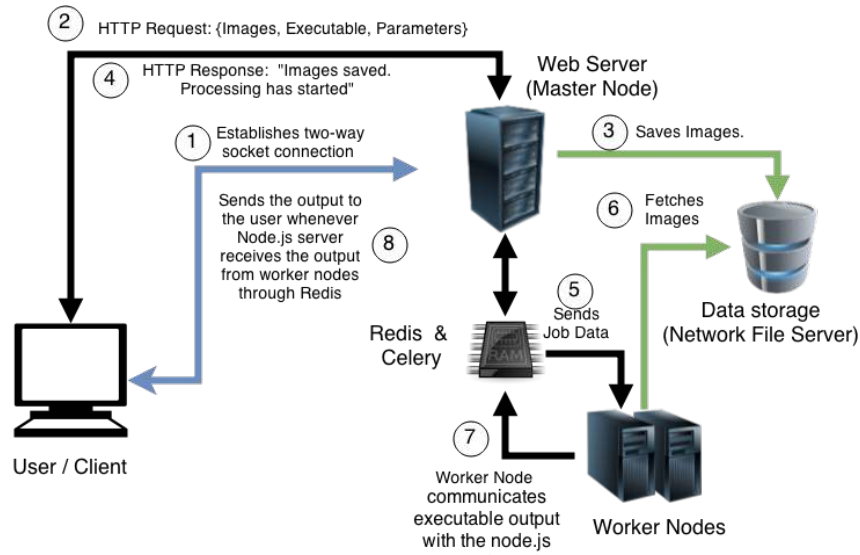 2
HTTP Request: {Images, Executable, Parameters}
4
HTTP Response: "Images saved.
Processing has started"
Web Server
(Master Node)
1
Establishes two-way
socket connection
3
Saves Images.
Sends the output to
the user whenever
Node.js server
receives the output
from worker nodes
through Redis
8
6
Fetches
Images
5
Sends
Job Data
Data storage
(Network File Server)
Redis &
Celery
RAM
User / Client
7
Worker Node
communicates
executable output
with the node.js
Worker Nodes